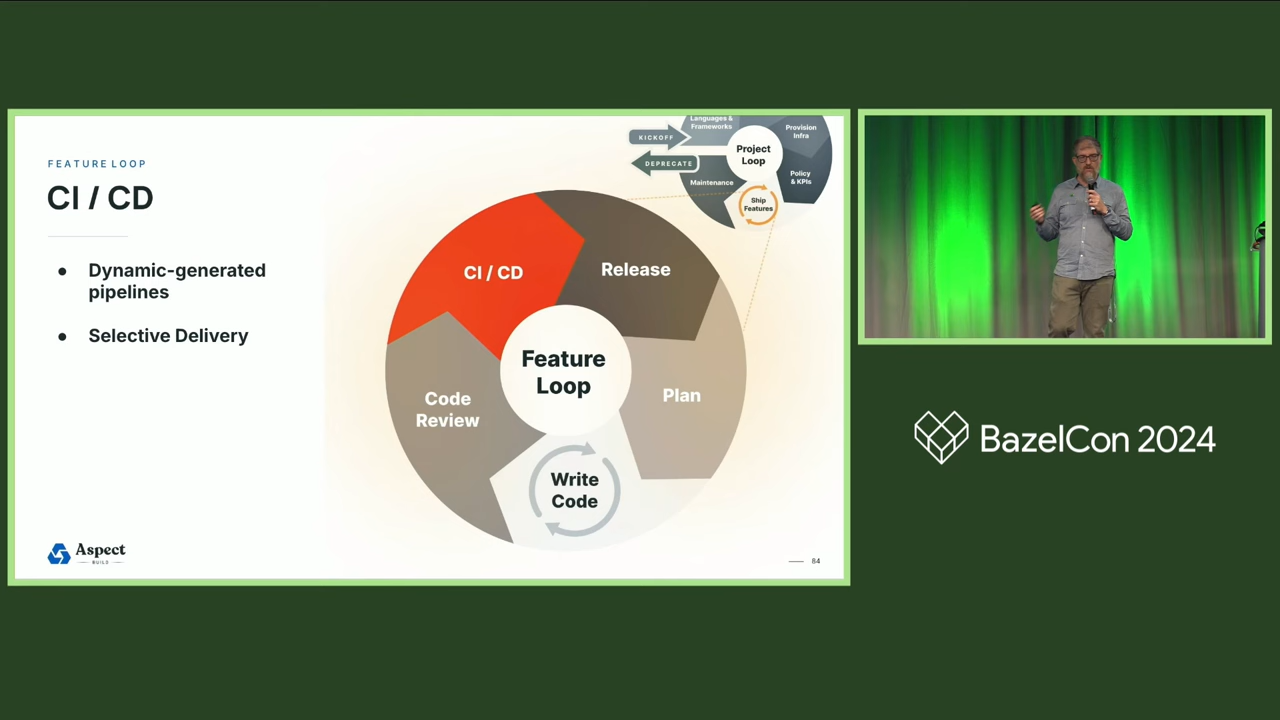 FEATURE LOOP
CI / CD
Dynamic-generated
pipelines
Selective Delivery
Languages &
Frameworks
Provision
Infra
KICKOFF
Project
Loop
DEPRECATE
Maintenance
Policy
& KPIs
Ship
Features
CI / CD
Release
Feature
Loop
Code
Review
Plan
Write
Code
Aspect
BUILD
84
BazelCon 2024